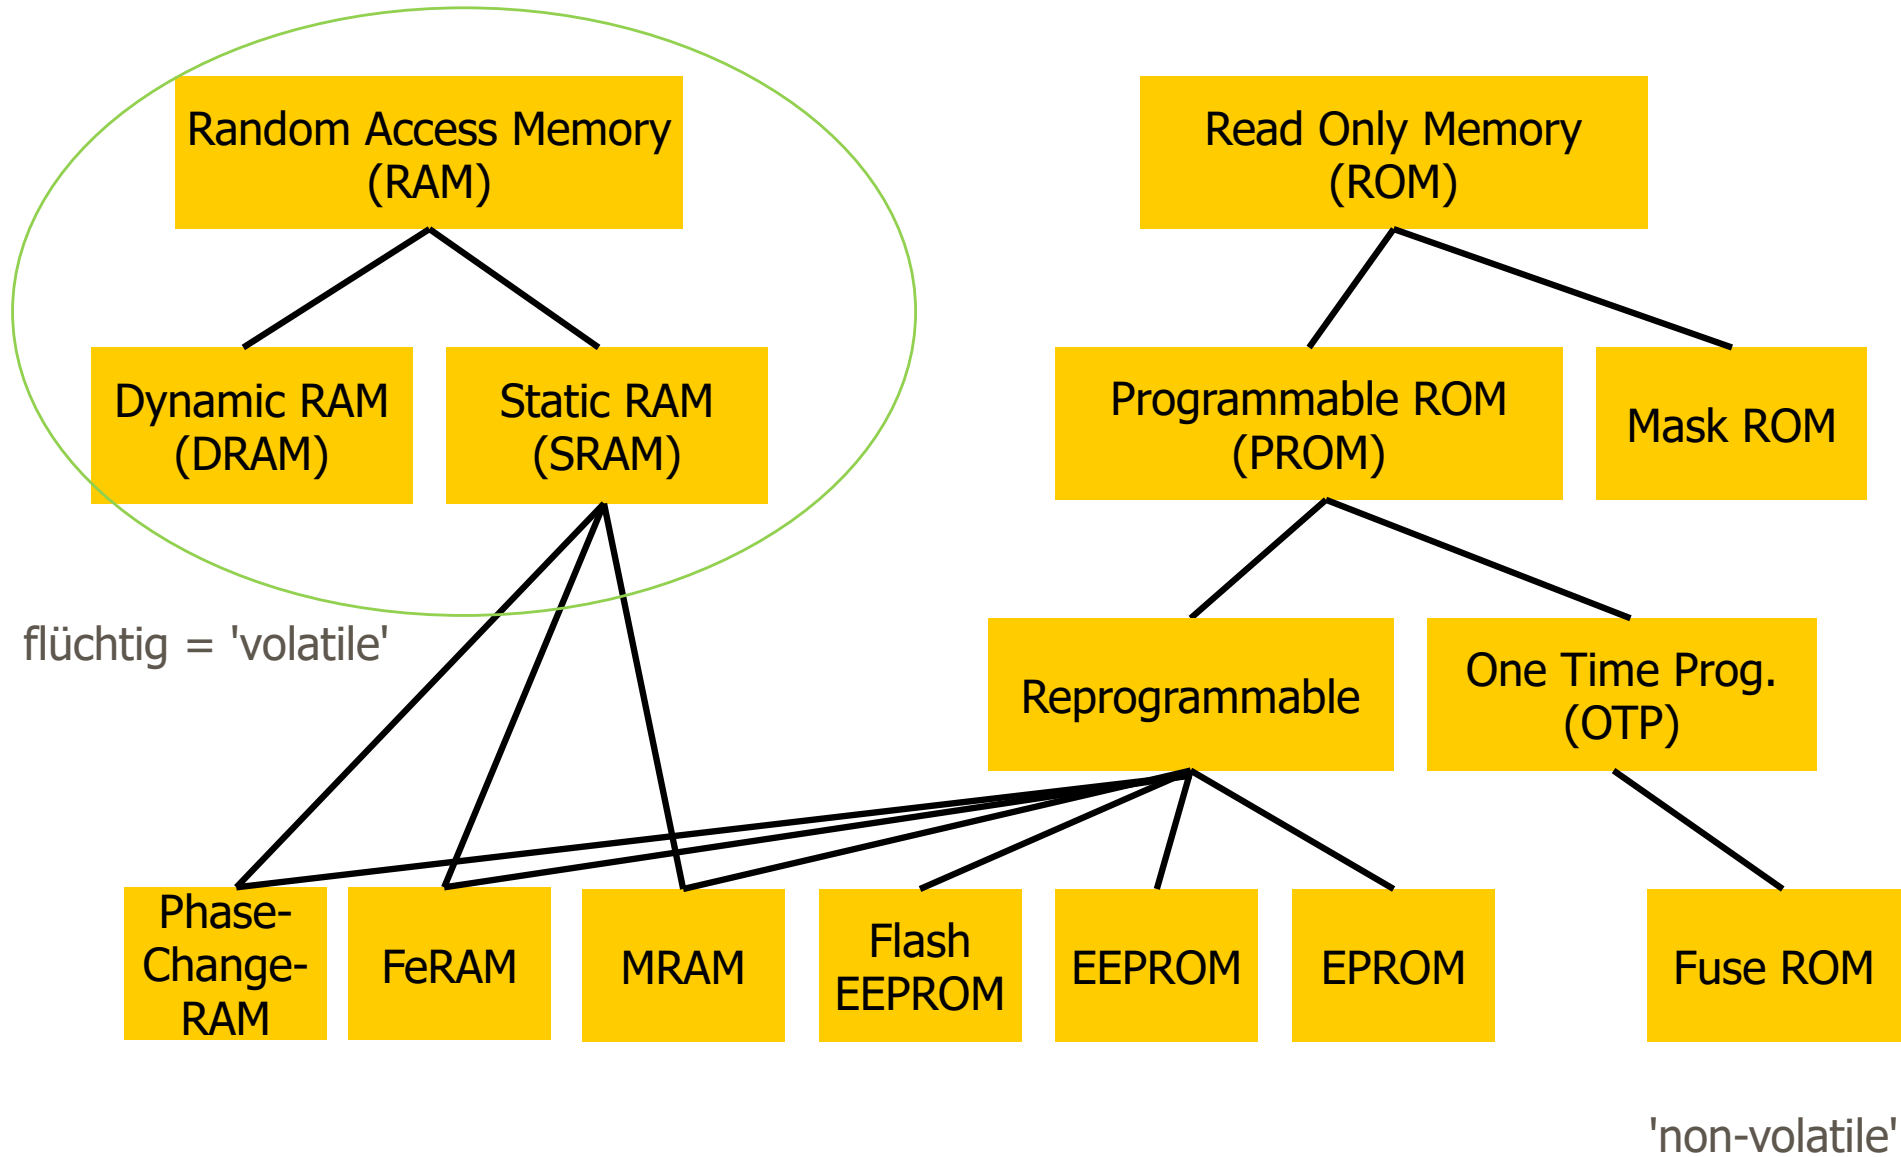 Random Access Memory
(RAM)
Read Only Memory
(ROM)
Dynamic RAM
(DRAM)
Static RAM
(SRAM)
Programmable ROM
(PROM)
Mask ROM
flüchtig = 'volatile'
Reprogrammable
One Time Prog.
(OTP)
Phase-
Change-
RAM
FeRAM
MRAM
Flash
EEPROM
EEPROM
EPROM
Fuse ROM
'non-volatile'